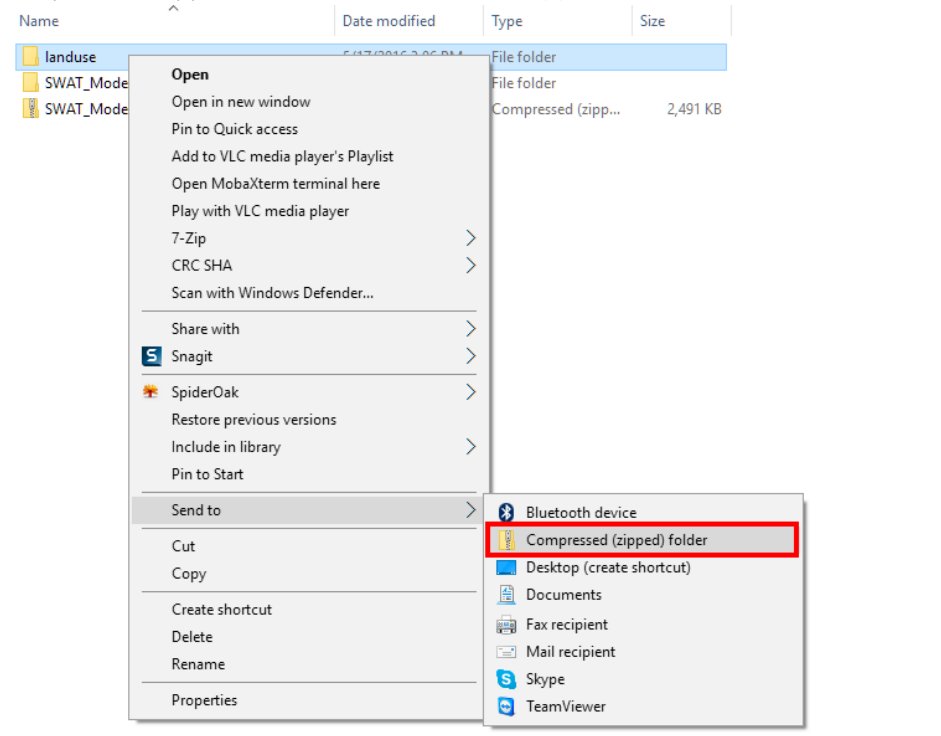 Name Date modified Type Size
landuse File folder
SWAT_Mode File folder
SWAT_Mode Compressed (zipp... 2,491 KB
Open
Open in new window
Pin to Quick access
Add to VLC media player's Playlist
Open MobaXterm terminal here
Play with VLC media player
7-Zip
CRC SHA
Scan with Windows Defender...
Share with
Snagit
SpiderOak
Restore previous versions
Include in library
Pin to Start
Send to
Cut
Copy
Create shortcut
Delete
Rename
Properties
Bluetooth device
Compressed (zipped) folder
Desktop (create shortcut)
Documents
Fax recipient
Mail recipient
Skype
TeamViewer